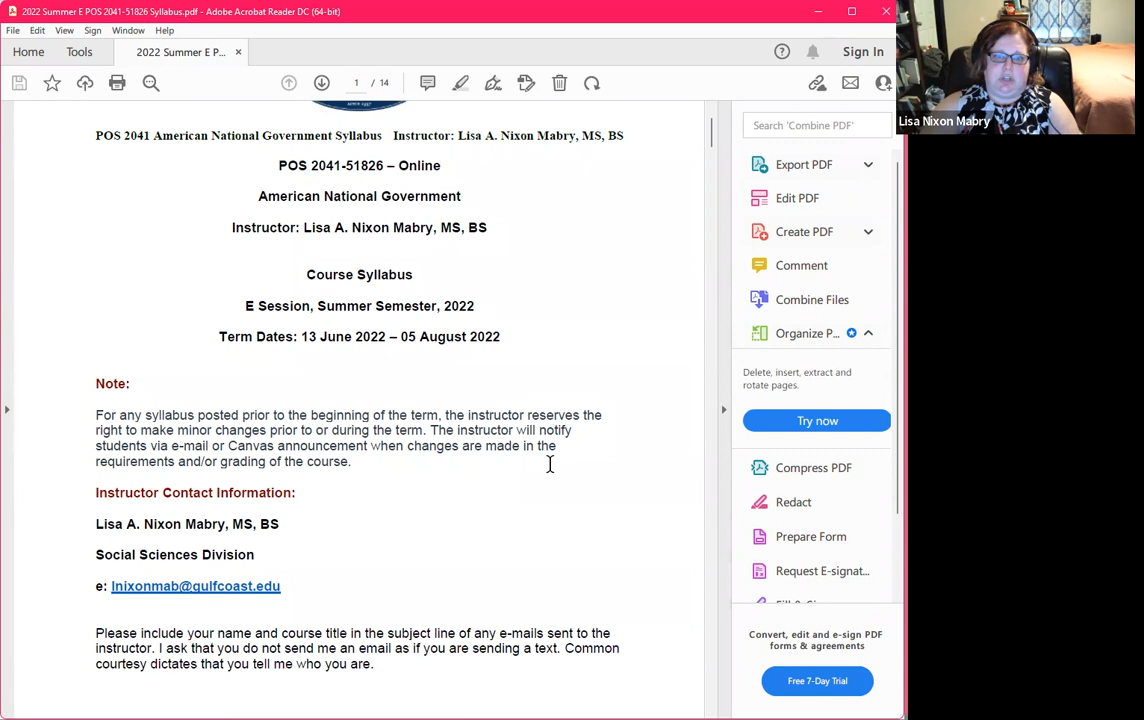 2022 Summer E POS 2041-51826 Syllabus.pdf - Adobe Acrobat Reader DC (64-bit)
File Edit View Sign Window Help
Home Tools 2022 Summer E P... × Sign In
1 / 14
Lisa Nixon Mabry
SINCE 1957
POS 2041 American National Government Syllabus Instructor: Lisa A. Nixon Mabry, MS, BS
POS 2041-51826 – Online
American National Government
Instructor: Lisa A. Nixon Mabry, MS, BS
Course Syllabus
E Session, Summer Semester, 2022
Term Dates: 13 June 2022 – 05 August 2022
Note:
For any syllabus posted prior to the beginning of the term, the instructor reserves the
right to make minor changes prior to or during the term. The instructor will notify
students via e-mail or Canvas announcement when changes are made in the
requirements and/or grading of the course.
Instructor Contact Information:
Lisa A. Nixon Mabry, MS, BS
Social Sciences Division
e: lnixonmab@gulfcoast.edu
Please include your name and course title in the subject line of any e-mails sent to the
instructor. I ask that you do not send me an email as if you are sending a text. Common
courtesy dictates that you tell me who you are.
Search 'Combine PDF'
Export PDF
Edit PDF
Create PDF
Comment
Combine Files
Organize P...
Delete, insert, extract and
rotate pages.
Try now
Compress PDF
Redact
Prepare Form
Request E-signat...
Convert, edit and e-sign PDF
forms & agreements
Free 7-Day Trial